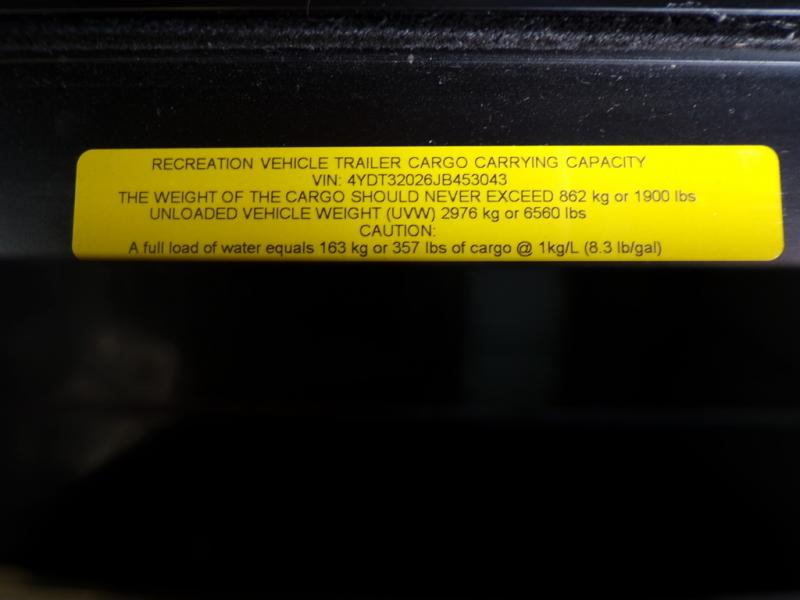 RECREATION VEHICLE TRAILER CARGO CARRYING CAPACITY
VIN: 4YDT32026JB453043
THE WEIGHT OF THE CARGO SHOULD NEVER EXCEED 862 kg or 1900 lbs
UNLOADED VEHICLE WEIGHT (UVW) 2976 kg or 6560 lbs
CAUTION:
A full load of water equals 163 kg or 357 lbs of cargo @ 1kg/L (8.3 lb/gal)